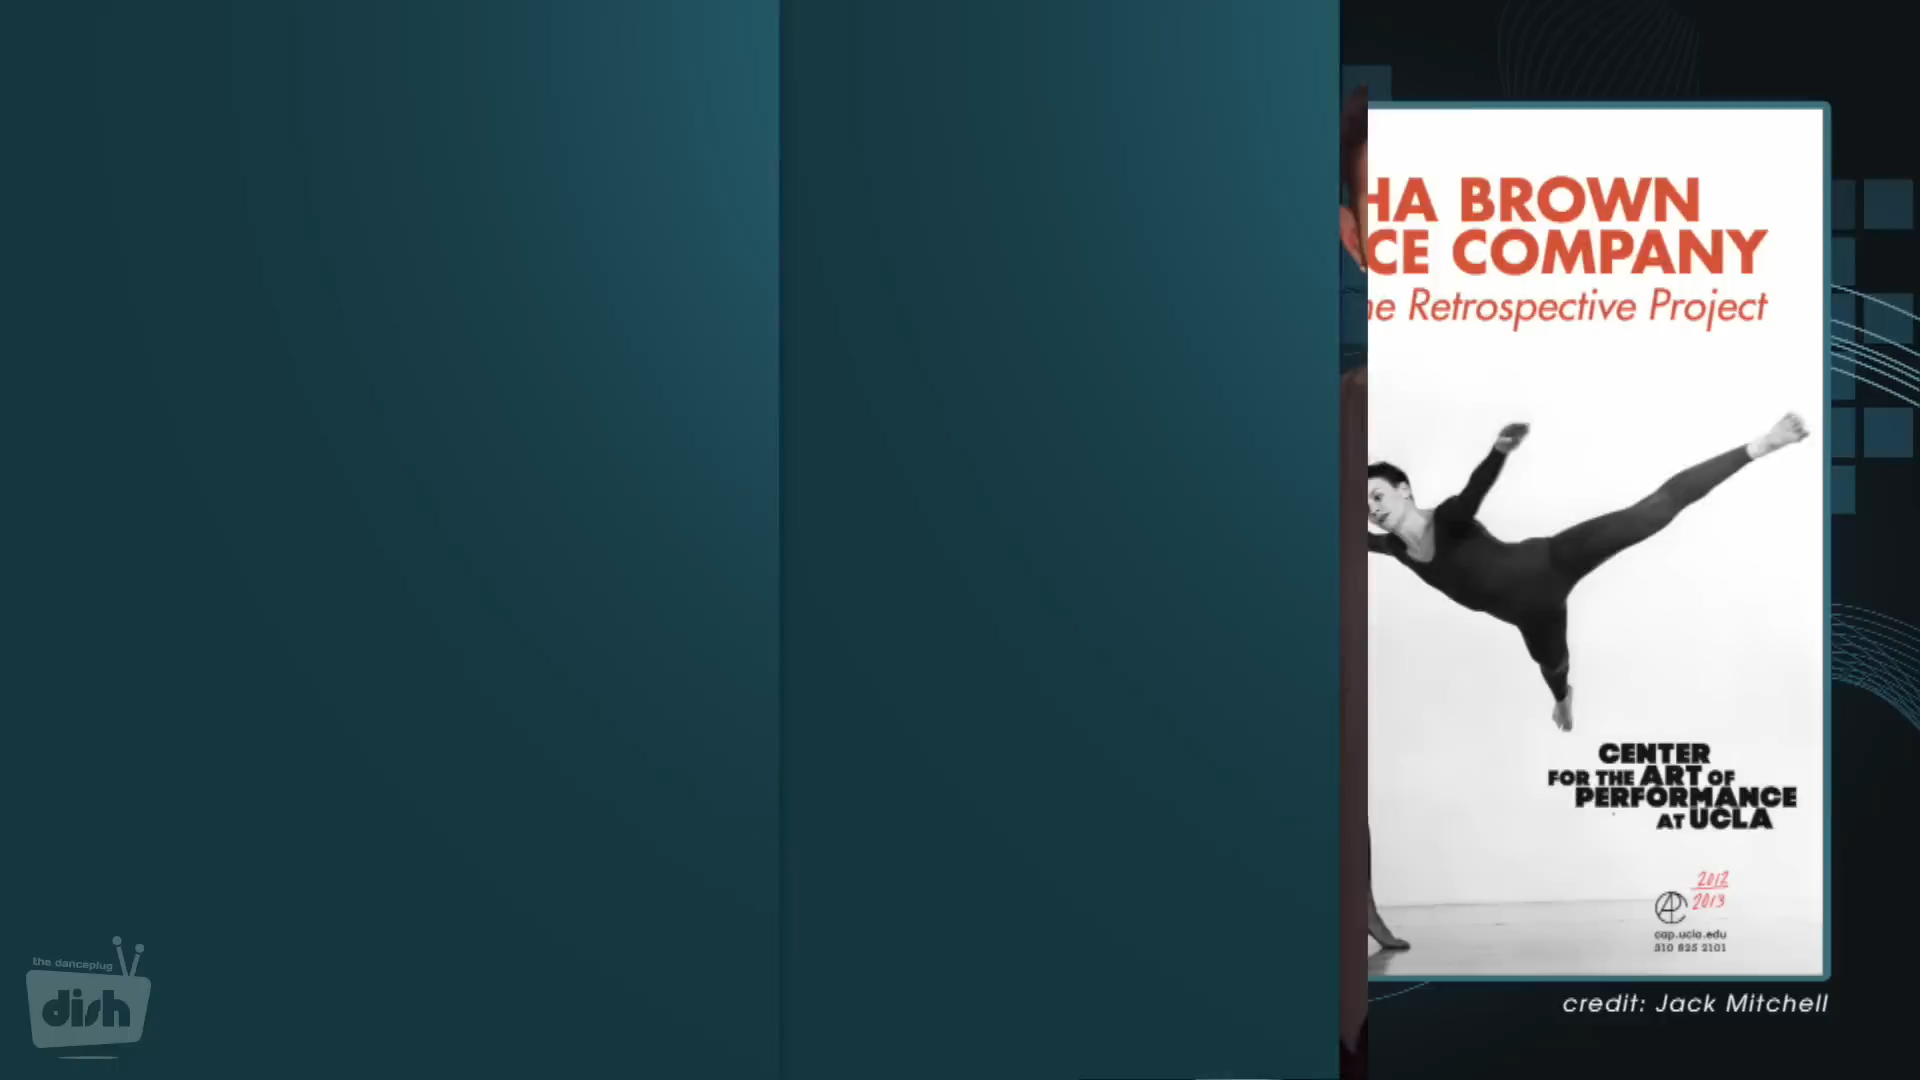 HA BROWN
CE COMPANY
ne Retrospective Project
CENTER
FOR THE ART OF
PERFORMANCE
AT UCLA
2012
2013
cap.ucla.edu
310 825 2101
the danceplug
dish
credit: Jack Mitchell